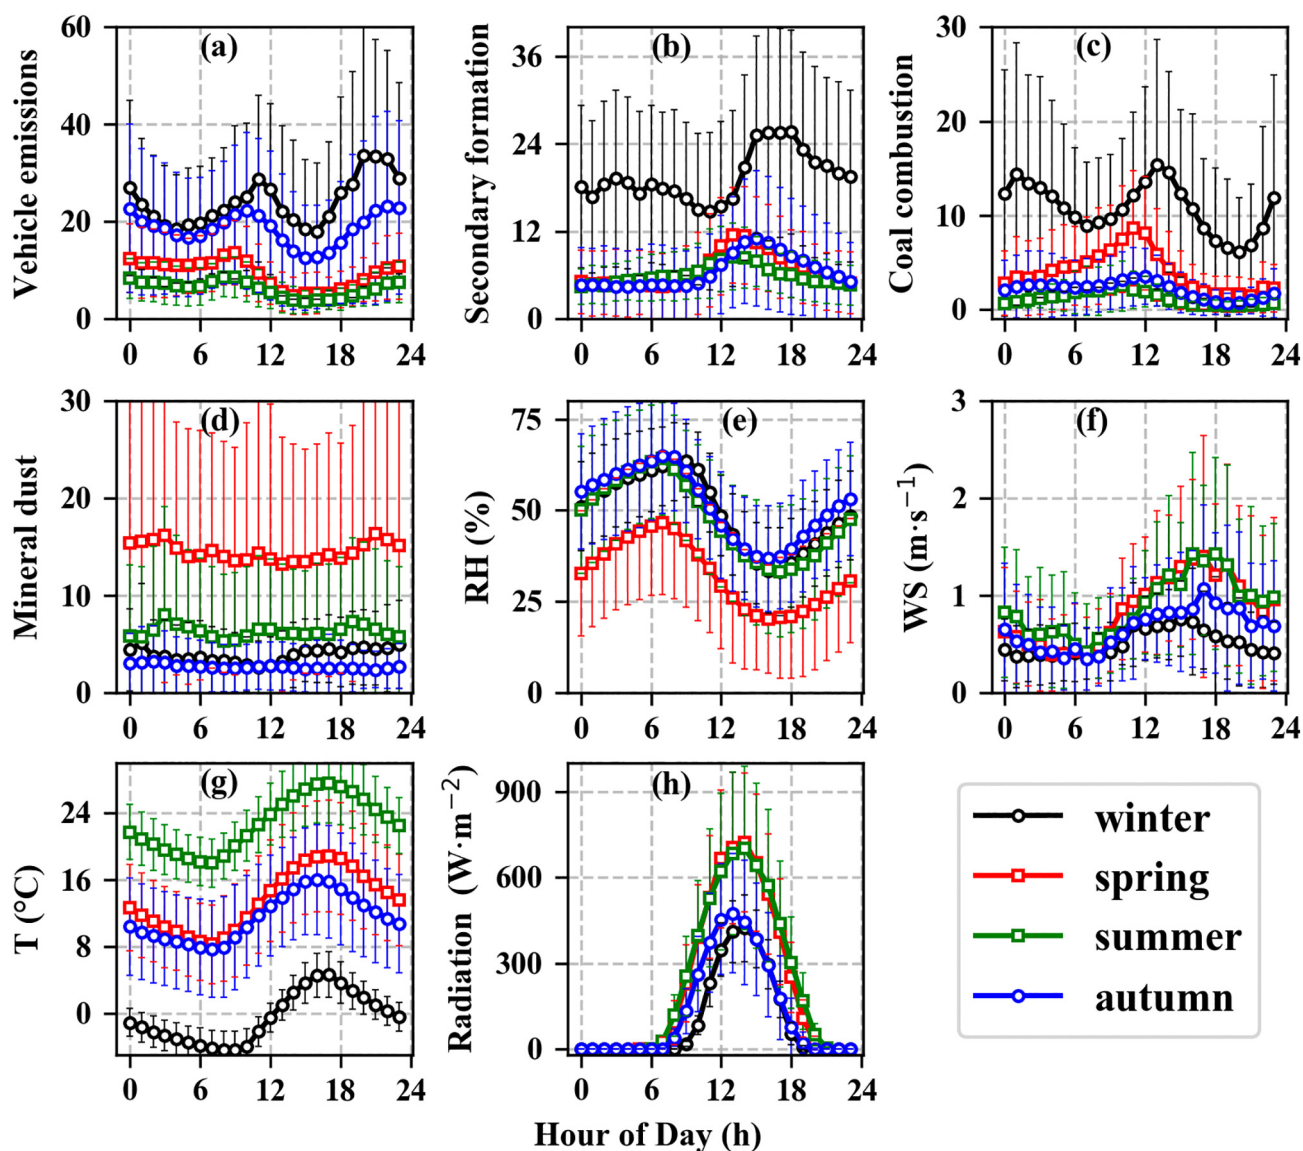 (a)
Vehicle emissions
60
40
20
0
0 6 12 18 24
(b)
Secondary formation
36
24
12
0
0 6 12 18 24
(c)
Coal combustion
30
20
10
0
0 6 12 18 24
(d)
Mineral dust
30
20
10
0
0 6 12 18 24
(e)
RH (%)
75
50
25
0
0 6 12 18 24
(f)
WS (m·s⁻¹)
3
2
1
0
0 6 12 18 24
(g)
T (°C)
24
16
8
0
0 6 12 18 24
(h)
Radiation (W·m⁻²)
900
600
300
0
0 6 12 18 24
winter
spring
summer
autumn
Hour of Day (h)